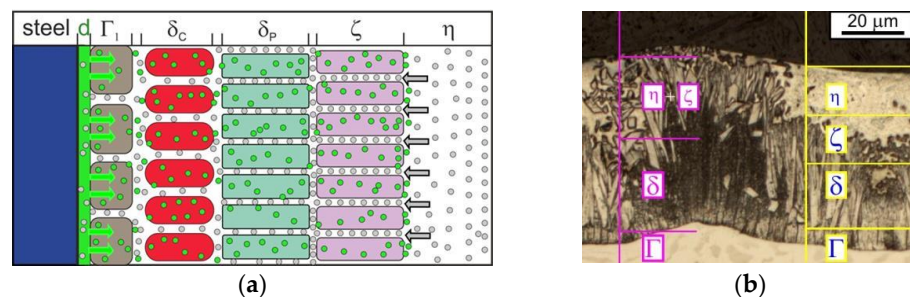 steel d Γ₁ δC δP ζ η
20 μm
η + ζ
η
ζ
δ
δ
Γ
Γ
(a) (b)